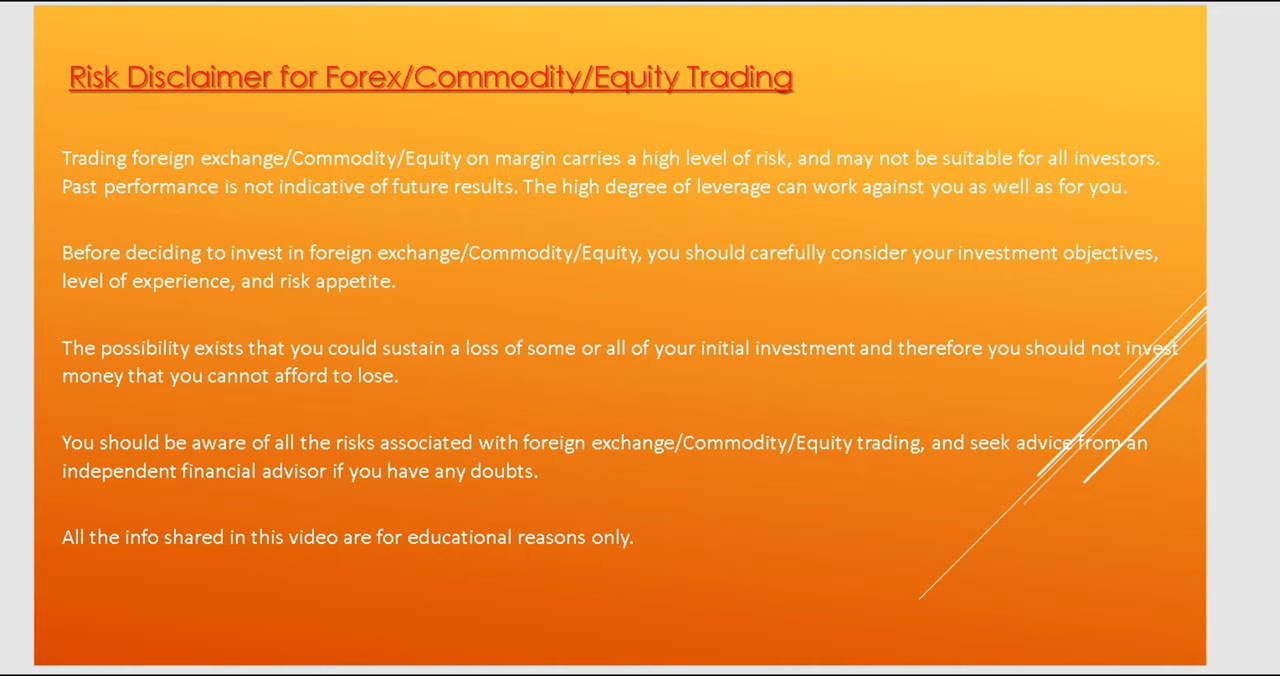 Risk Disclaimer for Forex/Commodity/Equity Trading
Trading foreign exchange/Commodity/Equity on margin carries a high level of risk, and may not be suitable for all investors.
Past performance is not indicative of future results. The high degree of leverage can work against you as well as for you.
Before deciding to invest in foreign exchange/Commodity/Equity, you should carefully consider your investment objectives,
level of experience, and risk appetite.
The possibility exists that you could sustain a loss of some or all of your initial investment and therefore you should not invest
money that you cannot afford to lose.
You should be aware of all the risks associated with foreign exchange/Commodity/Equity trading, and seek advice from an
independent financial advisor if you have any doubts.
All the info shared in this video are for educational reasons only.